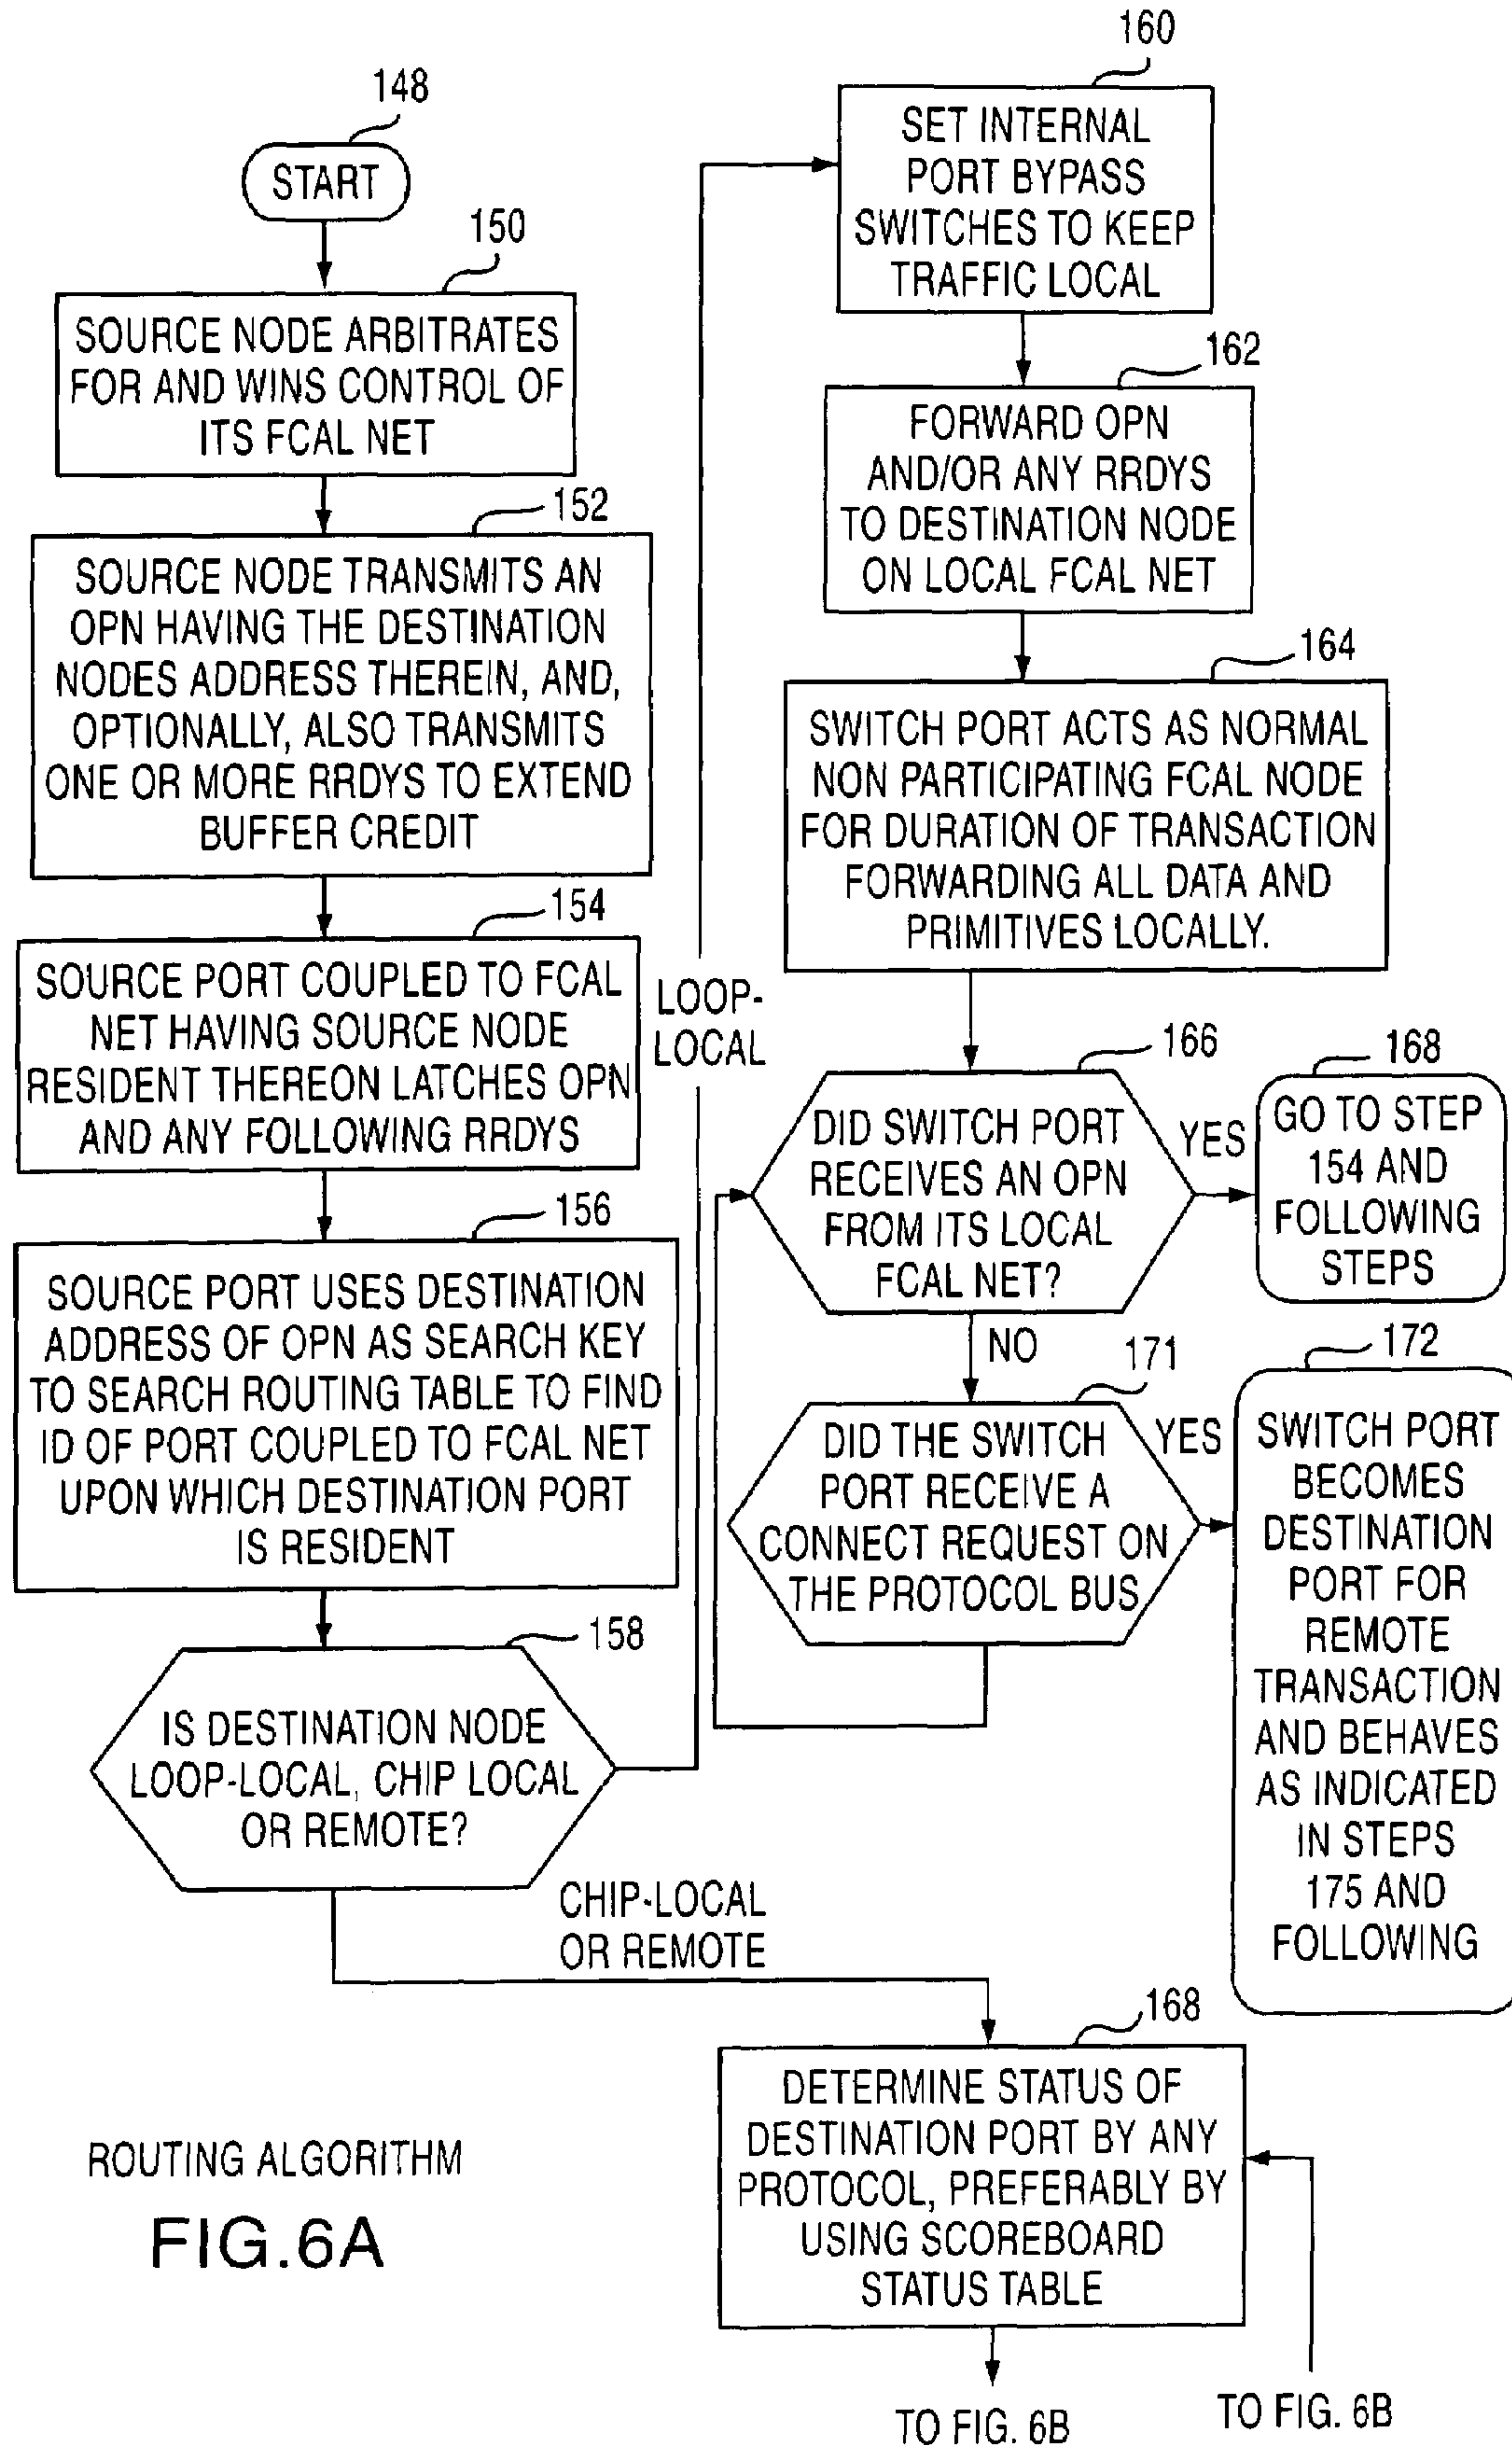 148
START
150
SOURCE NODE ARBITRATES
FOR AND WINS CONTROL OF
ITS FCAL NET
152
SOURCE NODE TRANSMITS AN
OPN HAVING THE DESTINATION
NODES ADDRESS THEREIN, AND,
OPTIONALLY, ALSO TRANSMITS
ONE OR MORE RRDYS TO EXTEND
BUFFER CREDIT
154
SOURCE PORT COUPLED TO FCAL
NET HAVING SOURCE NODE
RESIDENT THEREON LATCHES OPN
AND ANY FOLLOWING RRDYS
156
SOURCE PORT USES DESTINATION
ADDRESS OF OPN AS SEARCH KEY
TO SEARCH ROUTING TABLE TO FIND
ID OF PORT COUPLED TO FCAL NET
UPON WHICH DESTINATION PORT
IS RESIDENT
158
IS DESTINATION NODE
LOOP-LOCAL, CHIP LOCAL
OR REMOTE?
LOOP-
LOCAL
160
SET INTERNAL
PORT BYPASS
SWITCHES TO KEEP
TRAFFIC LOCAL
162
FORWARD OPN
AND/OR ANY RRDYS
TO DESTINATION NODE
ON LOCAL FCAL NET
164
SWITCH PORT ACTS AS NORMAL
NON PARTICIPATING FCAL NODE
FOR DURATION OF TRANSACTION
FORWARDING ALL DATA AND
PRIMITIVES LOCALLY.
166
DID SWITCH PORT
RECEIVES AN OPN
FROM ITS LOCAL
FCAL NET?
YES
168
GO TO STEP
154 AND
FOLLOWING
STEPS
NO
171
DID THE SWITCH
PORT RECEIVE A
CONNECT REQUEST ON
THE PROTOCOL BUS
YES
172
SWITCH PORT
BECOMES
DESTINATION
PORT FOR
REMOTE
TRANSACTION
AND BEHAVES
AS INDICATED
IN STEPS
175 AND
FOLLOWING
CHIP-LOCAL
OR REMOTE
168
DETERMINE STATUS OF
DESTINATION PORT BY ANY
PROTOCOL, PREFERABLY BY
USING SCOREBOARD
STATUS TABLE
TO FIG. 6B
TO FIG. 6B
ROUTING ALGORITHM
FIG.6A